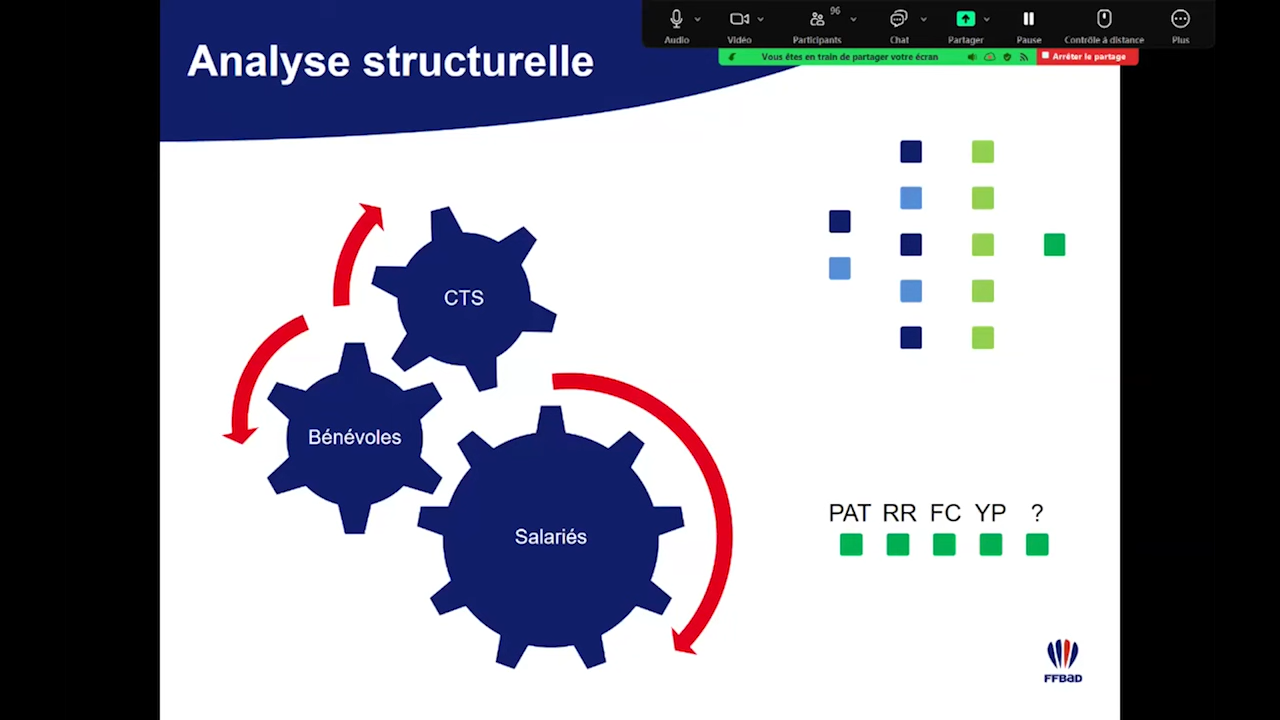 96
Audio
Vidéo
Participants
Chat
Partager
Pause
Contrôle à distance
Plus
Vous êtes en train de partager votre écran
Arrêter le partage
Analyse structurelle
CTS
Bénévoles
Salariés
PAT RR FC YP ?
FFBaD